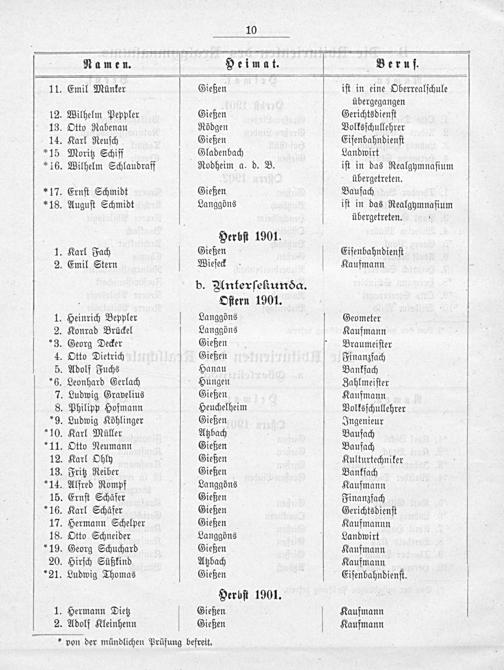 10
Namen. Heimat. Beruf.
11. Emil Münker Gießen ist in eine Oberrealschule
übergegangen
12. Wilhelm Peppler Gießen Gerichtsdienst
13. Otto Rabenau Rödgen Volksschullehrer
14. Karl Reusch Gießen Eisenbahndienst
*15 Moritz Schiff Gladenbach Landwirt
*16. Wilhelm Schlaudraff Rodheim a. d. B. ist in das Realgymnasium
übergetreten.
*17. Ernst Schmidt Gießen Baufach
*18. August Schmidt Langgöns ist in das Realgymnasium
übergetreten.
Herbst 1901.
1. Karl Fach Gießen Eisenbahndienst
2. Emil Stern Wieseck Kaufmann
b. Untersekunda.
Ostern 1901.
1. Heinrich Beppler Langgöns Geometer
2. Konrad Brückel Langgöns Kaufmann
*3. Georg Decker Gießen Braumeister
4. Otto Dietrich Gießen Finanzfach
5. Adolf Fuchs Hanau Bankfach
*6. Leonhard Gerlach Hungen Zahlmeister
7. Ludwig Gravelius Gießen Kaufmann
8. Philipp Hofmann Heuchelheim Volksschullehrer
*9. Ludwig Köhlinger Gießen Ingenieur
*10. Karl Müller Atzbach Baufach
*11. Otto Neumann Gießen Baufach
12. Karl Ohly Gießen Kulturtechniker
13. Fritz Reiber Gießen Bankfach
*14. Alfred Rompf Langgöns Kaufmann
15. Ernst Schäfer Gießen Finanzfach
*16. Karl Schäfer Gießen Gerichtsdienst
17. Hermann Schelper Gießen Kaufmann
18. Otto Schneider Langgöns Landwirt
*19. Georg Schuchard Gießen Kaufmann
20. Hirsch Süßkind Atzbach Kaufmann
*21. Ludwig Thomas Gießen Eisenbahndienst.
Herbst 1901.
1. Hermann Dietz Gießen Kaufmann
2. Adolf Kleinhenn Gießen Kaufmann
* von der mündlichen Prüfung befreit.